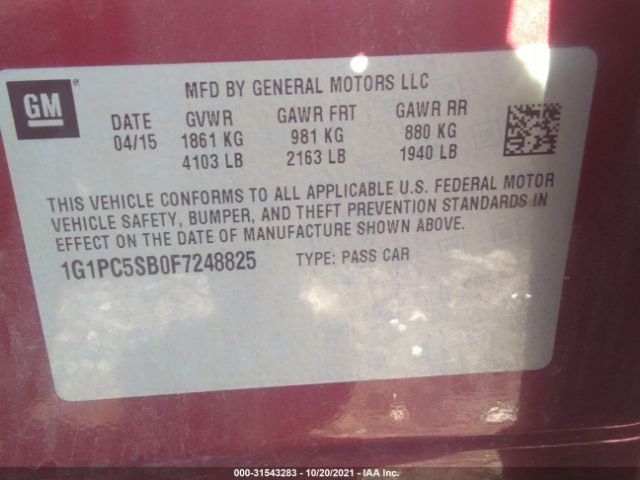 GM ®
MFD BY GENERAL MOTORS LLC
DATE GVWR GAWR FRT GAWR RR
04/15 1861 KG 981 KG 880 KG
4103 LB 2163 LB 1940 LB
THIS VEHICLE CONFORMS TO ALL APPLICABLE U.S. FEDERAL MOTOR
VEHICLE SAFETY, BUMPER, AND THEFT PREVENTION STANDARDS IN
EFFECT ON THE DATE OF MANUFACTURE SHOWN ABOVE.
1G1PC5SB0F7248825 TYPE: PASS CAR
000-31543283 - 10/20/2021 - IAA Inc.